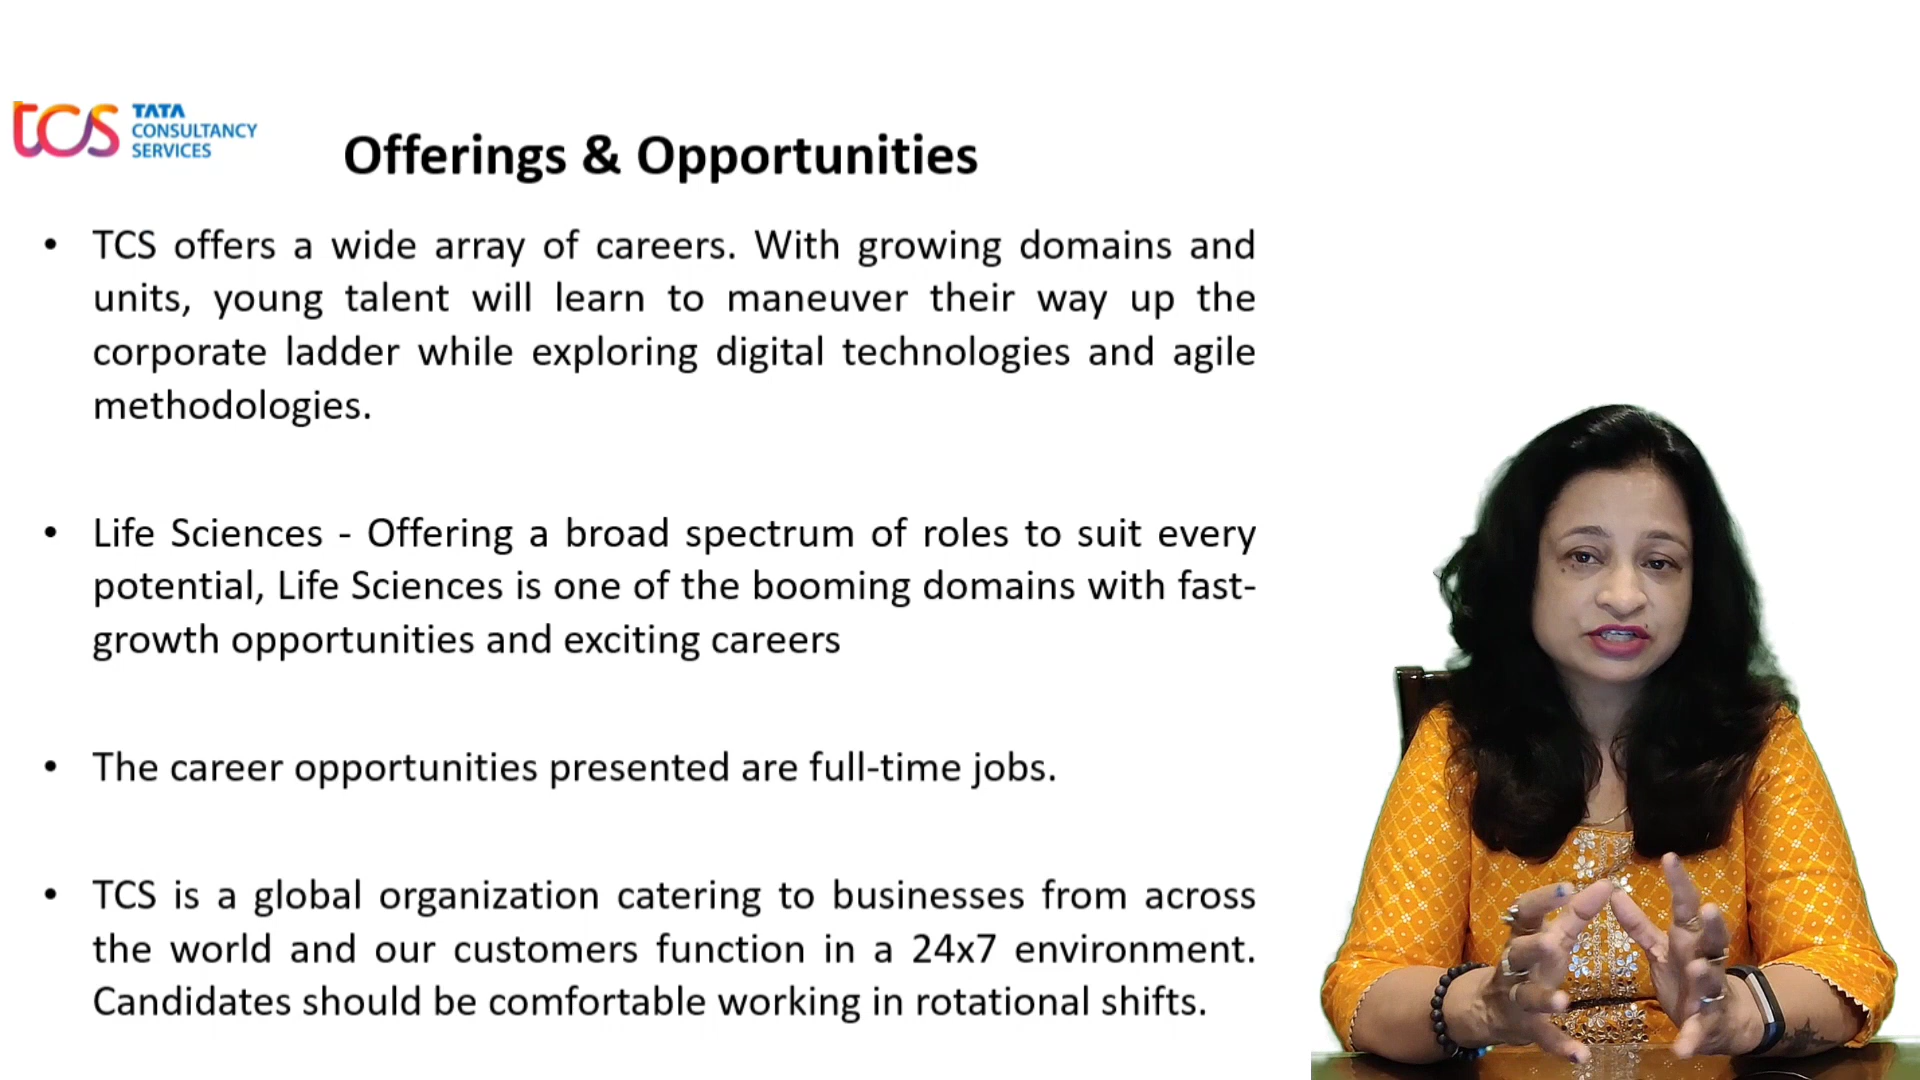 tcs TATA
CONSULTANCY
SERVICES
Offerings & Opportunities
• TCS offers a wide array of careers. With growing domains and
units, young talent will learn to maneuver their way up the
corporate ladder while exploring digital technologies and agile
methodologies.
• Life Sciences - Offering a broad spectrum of roles to suit every
potential, Life Sciences is one of the booming domains with fast-
growth opportunities and exciting careers
• The career opportunities presented are full-time jobs.
• TCS is a global organization catering to businesses from across
the world and our customers function in a 24x7 environment.
Candidates should be comfortable working in rotational shifts.